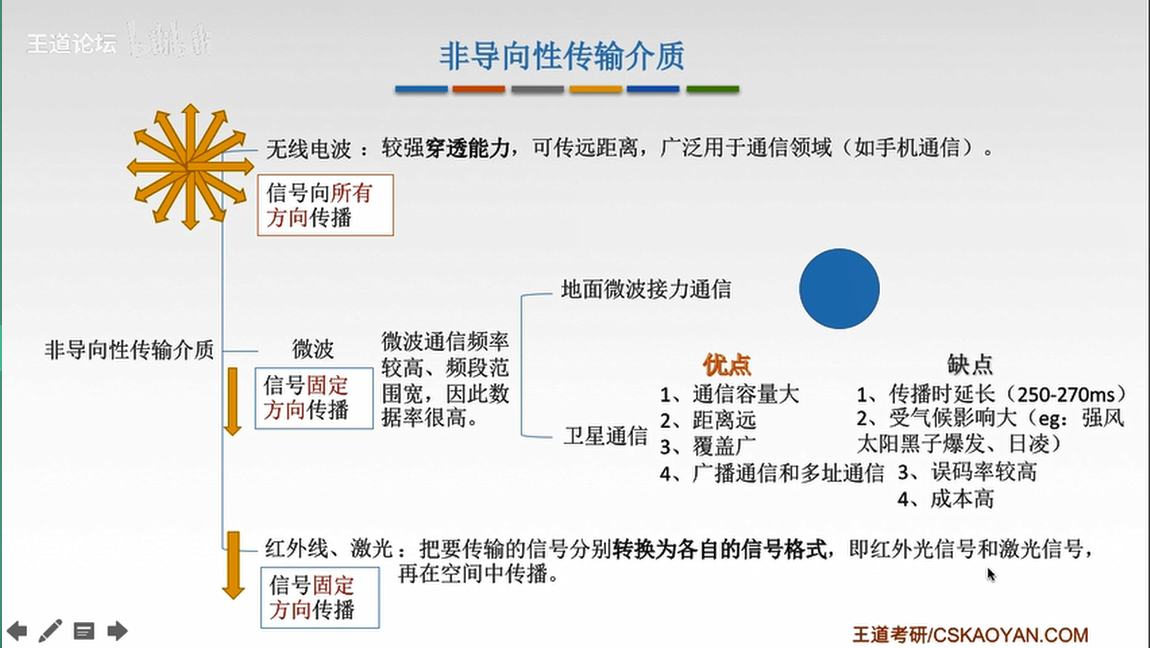 王道论坛
非导向性传输介质
无线电波：较强穿透能力，可传远距离，广泛用于通信领域（如手机通信）。
信号向所有
方向传播
地面微波接力通信
非导向性传输介质
微波
信号固定
方向传播
微波通信频率
较高、频段范
围宽，因此数
据率很高。
卫星通信
优点
1、通信容量大
2、距离远
3、覆盖广
4、广播通信和多址通信
缺点
1、传播时延长（250-270ms）
2、受气候影响大（eg：强风
太阳黑子爆发、日凌）
3、误码率较高
4、成本高
红外线、激光：把要传输的信号分别转换为各自的信号格式，即红外光信号和激光信号，
再在空间中传播。
信号固定
方向传播
王道考研/CSKAOYAN.COM